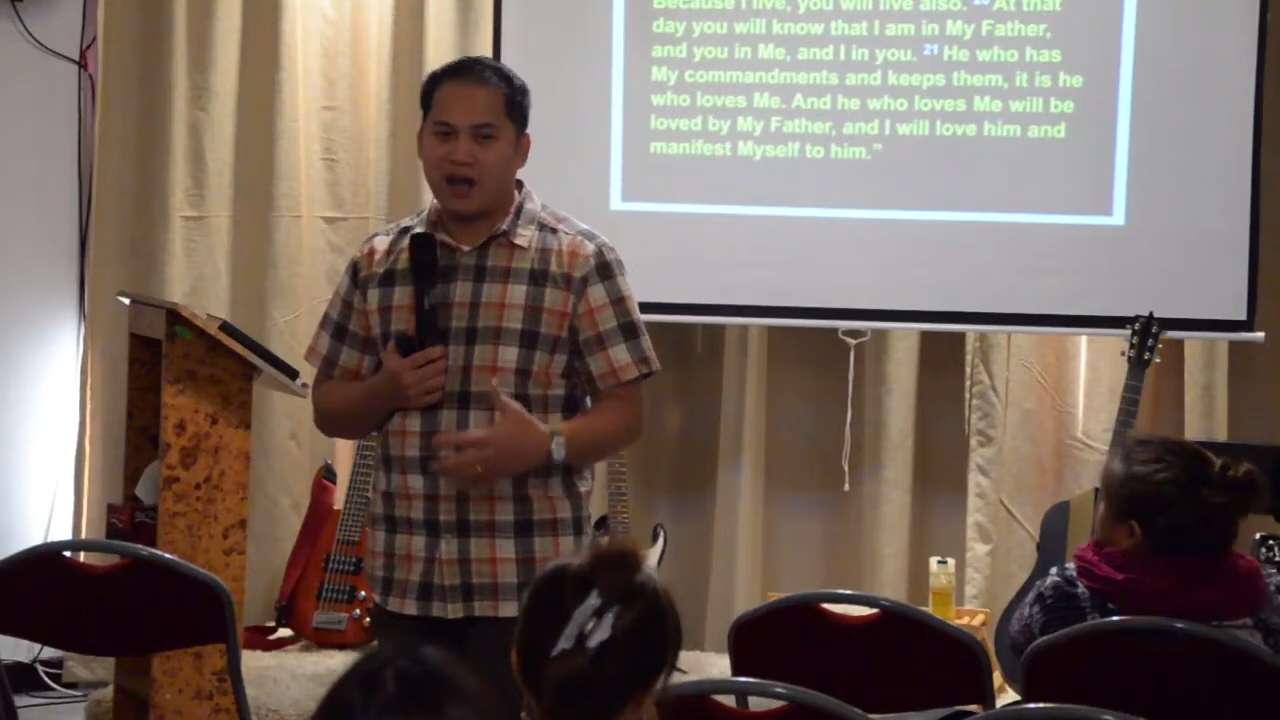 Because I live, you will live also. 20 At that
day you will know that I am in My Father,
and you in Me, and I in you. 21 He who has
My commandments and keeps them, it is he
who loves Me. And he who loves Me will be
loved by My Father, and I will love him and
manifest Myself to him.”